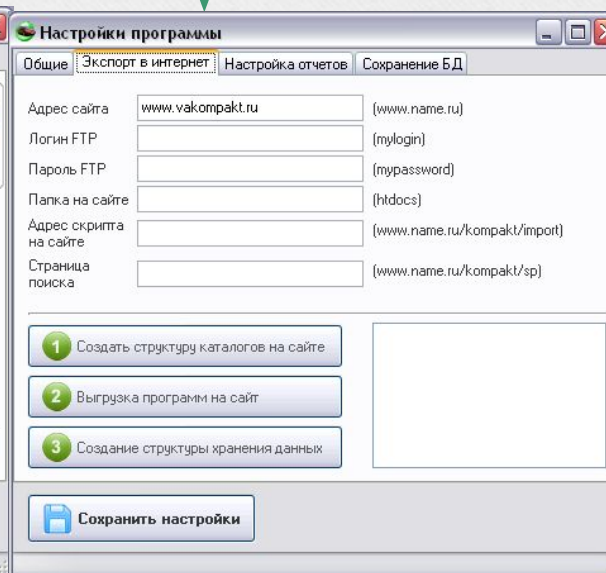 Настройки программы
Общие Экспорт в интернет Настройка отчетов Сохранение БД
Адрес сайта www.vakompakt.ru (www.name.ru)
Логин FTP (mylogin)
Пароль FTP (mypassword)
Папка на сайте (htdocs)
Адрес скрипта
на сайте (www.name.ru/kompakt/import)
Страница
поиска (www.name.ru/kompakt/sp)
1 Создать структуру каталогов на сайте
2 Выгрузка программ на сайт
3 Создание структуры хранения данных
Сохранить настройки